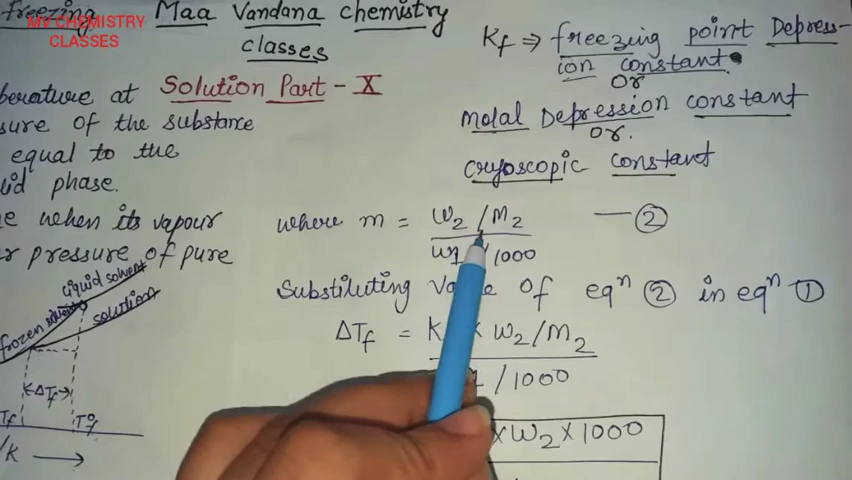 Freezing
MV CHEMISTRY
CLASSES
Maa Vandana chemistry
classes
Solution Part - X
at
sure of the substance
equal to the
phase.
when its vapour
pressure of pure
liquid solvent
frozen solvent
solution
ΔTf
Tf
T°f
/K
Kf ⇒ freezing point Depress-
ion constant
Or
Molal Depression constant
or.
cryoscopic constant
where m = W2/M2 — ②
W1/1000
Substituting value of eqn ② in eqn ①
ΔTf = K × W2/M2
/1000
×W2×1000